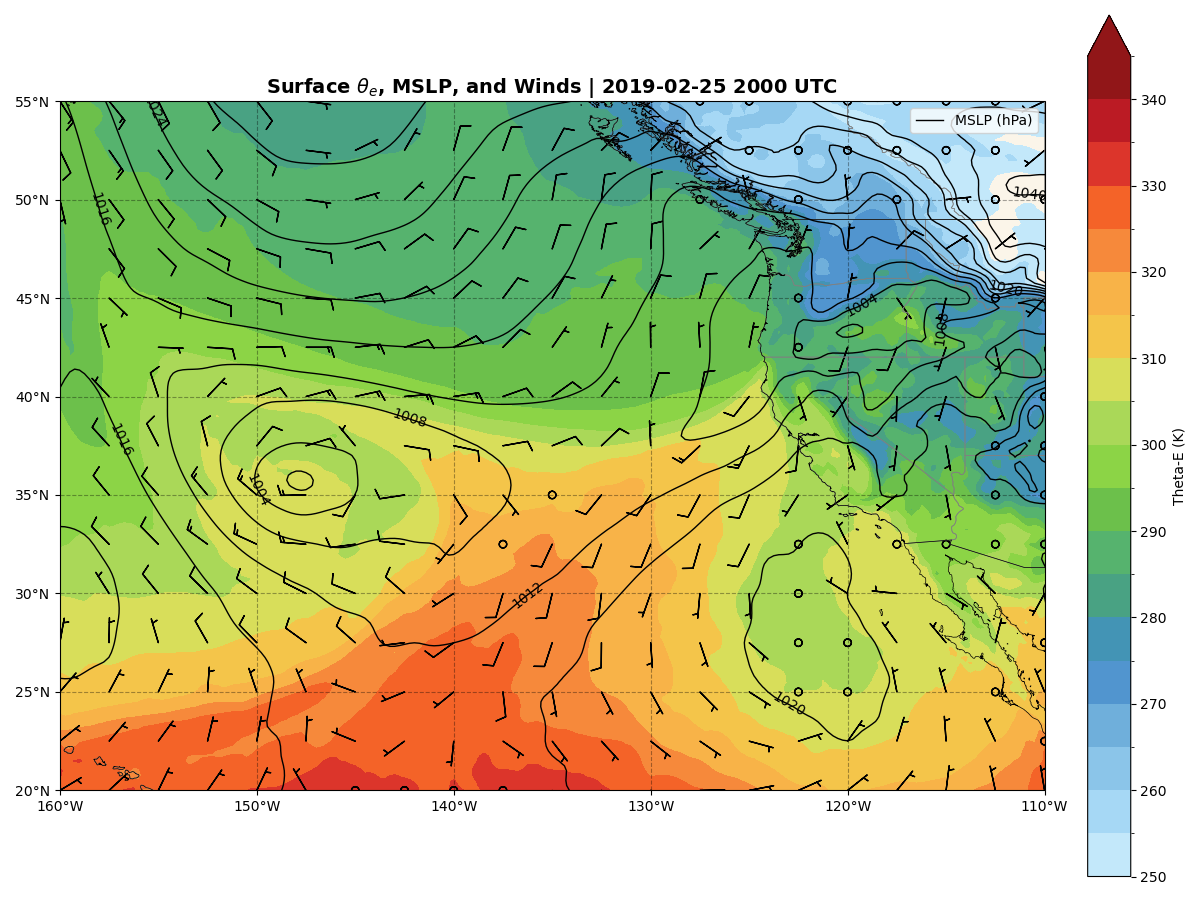 Surface θₑ, MSLP, and Winds | 2019-02-25 2000 UTC
55°N
50°N
45°N
40°N
35°N
30°N
25°N
20°N
160°W
150°W
140°W
130°W
120°W
110°W
MSLP (hPa)
1024
1016
1016
1008
1004
1012
1020
1004
1008
1020
1040
340
330
320
310
300
290
280
270
260
250
Theta-E (K)